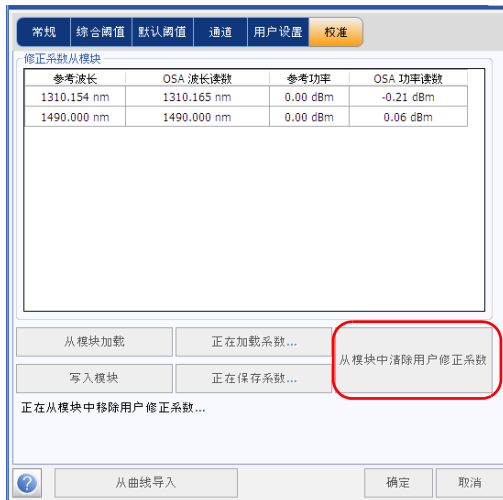 常规 综合阈值 默认阈值 通道 用户设置 校准
修正系数从模块
参考波长 OSA 波长读数 参考功率 OSA 功率读数
1310.154 nm 1310.165 nm 0.00 dBm -0.21 dBm
1490.000 nm 1490.000 nm 0.00 dBm 0.06 dBm
从模块加载 正在加载系数...
从模块中清除用户修正系数
写入模块 正在保存系数...
正在从模块中移除用户修正系数...
? 从曲线导入 确定 取消